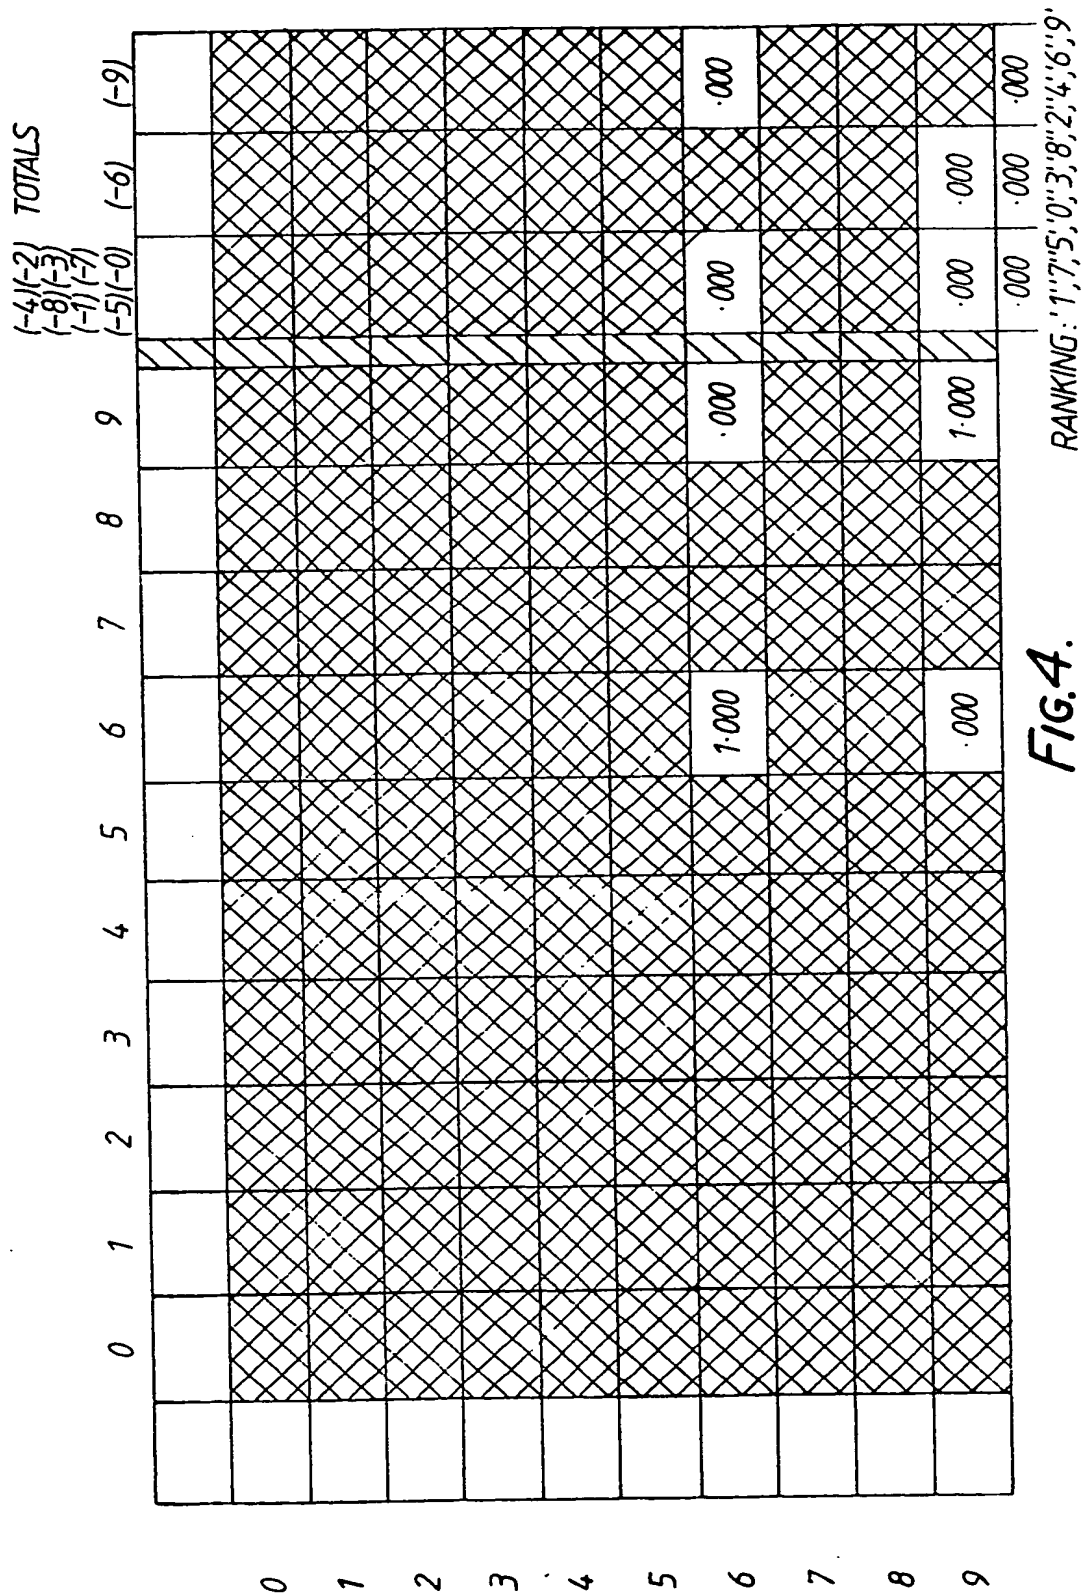 (-4)(-2) TOTALS
(-8)(-3)
(-1) (-7)
(-5)(-0) (-6) (-9)
0 1 2 3 4 5 6 7 8 9
0
1
2
3
4
5
6 1·000 ·000 ·000 ·000
7
8
9 ·000 1·000 ·000 ·000
·000 ·000 ·000
RANKING: '1','7','5','0','3','8','2','4','6','9'
FIG.4.